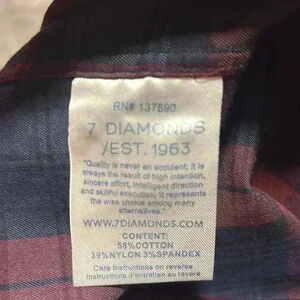 RN# 137590
7 DIAMONDS
/EST. 1963
"Quality is never an accident; it is
always the result of high intention,
sincere effort, intelligent direction
and skillful execution; it represents
the wise choice among many
alternatives."
WWW.7DIAMONDS.COM
CONTENT:
58%COTTON
39%NYLON 3%SPANDEX
Care Instructions on reverse
Instructions d'entretien au revers